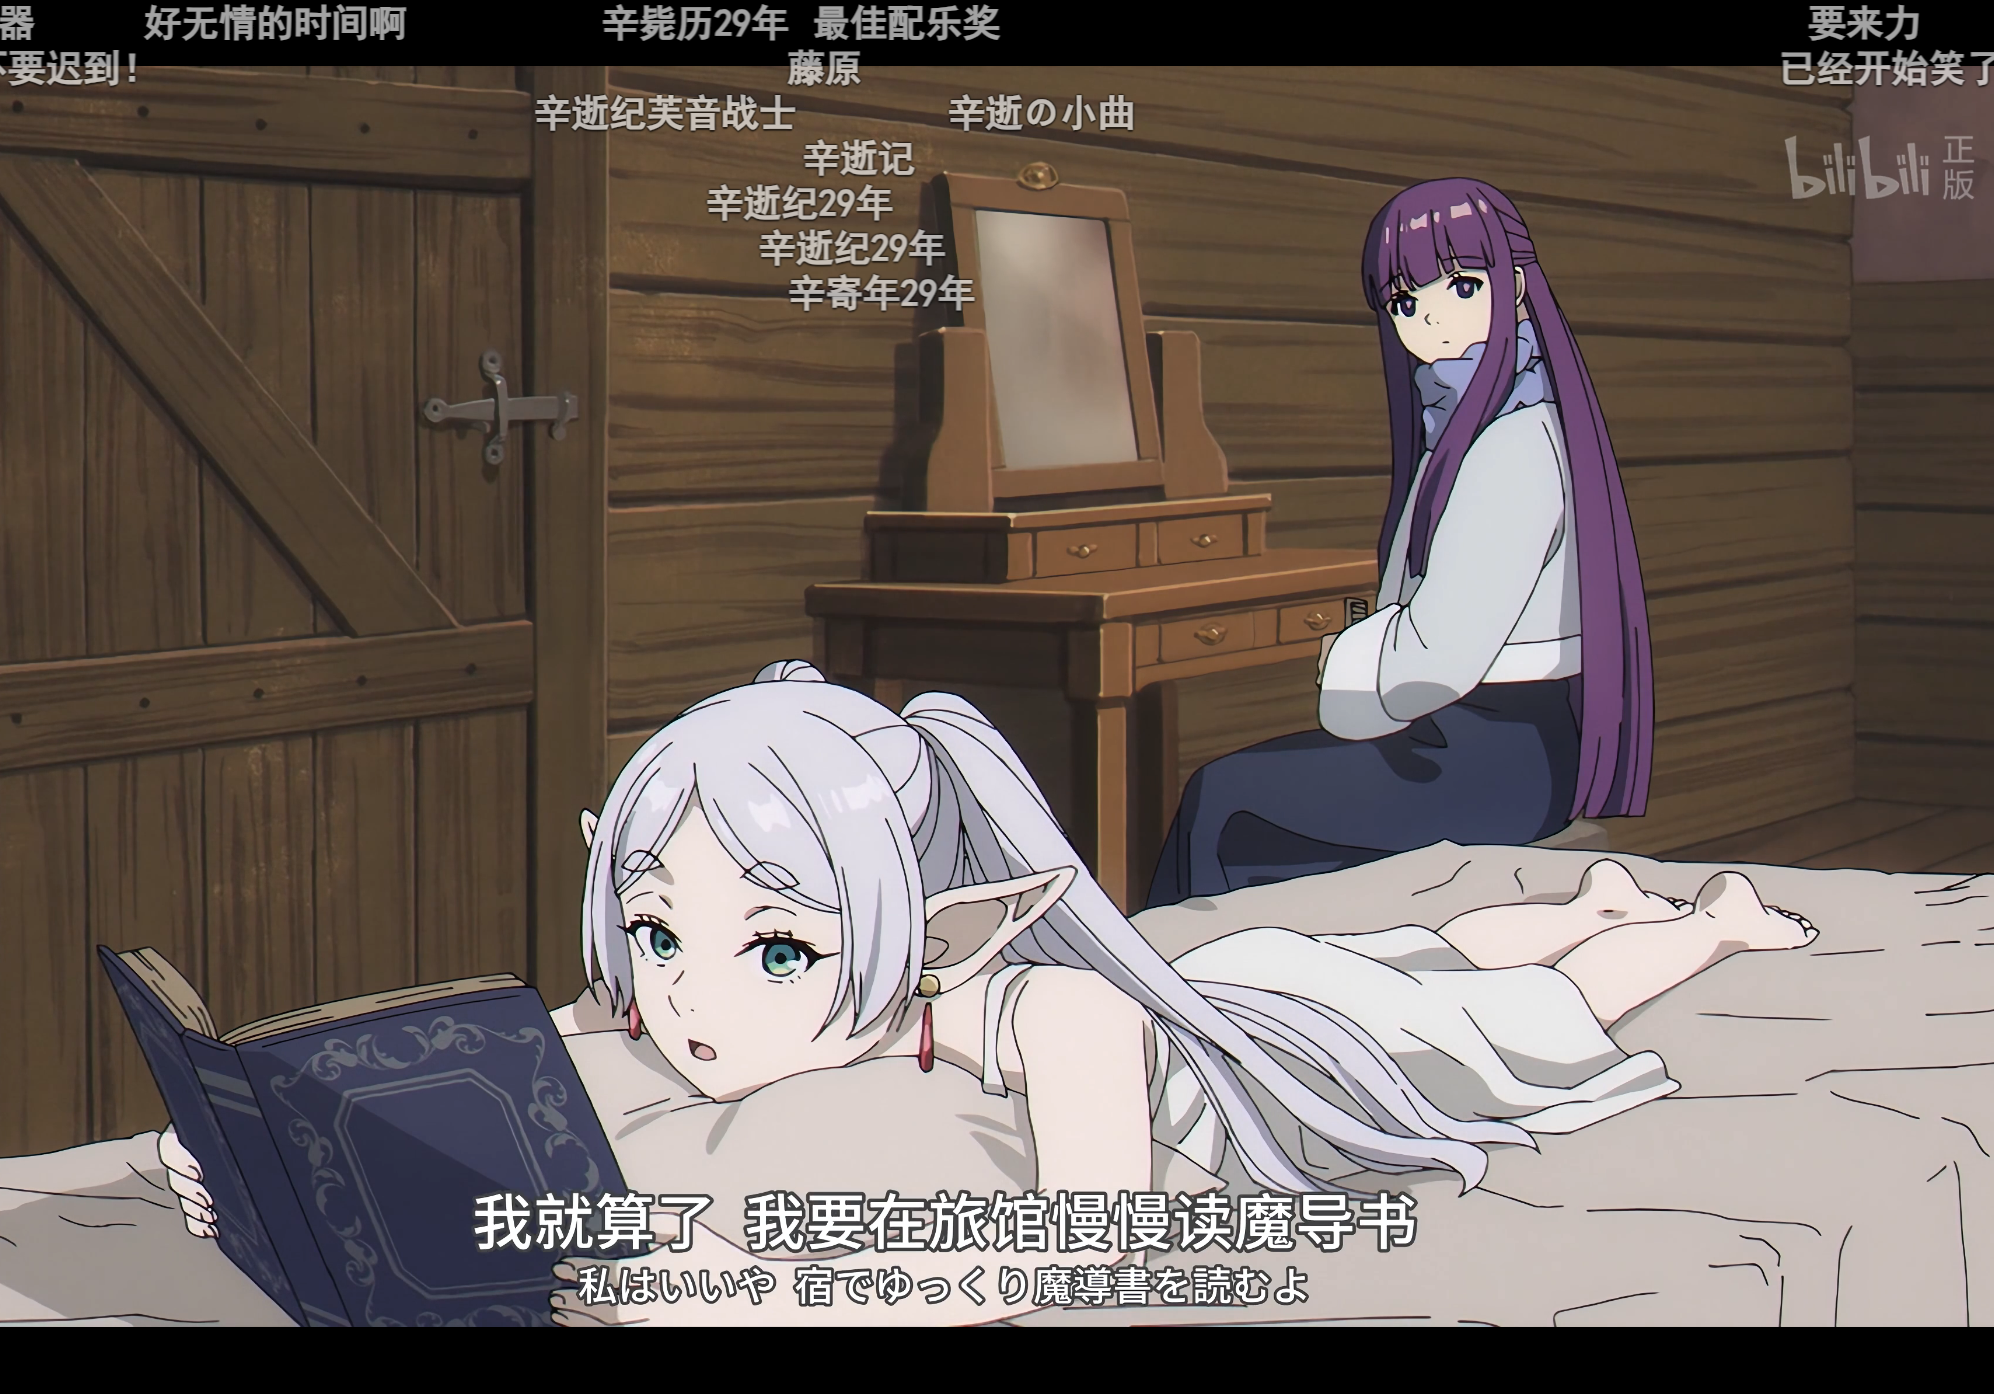 器 好无情的时间啊 辛毙历29年 最佳配乐奖 要来力
不要迟到！ 藤原 已经开始笑了
辛逝纪芙音战士 辛逝の小曲
辛逝记
bilibili 正版
辛逝纪29年
辛逝纪29年
辛寄年29年
我就算了 我要在旅馆慢慢读魔导书
私はいいや 宿でゆっくり魔導書を読むよ